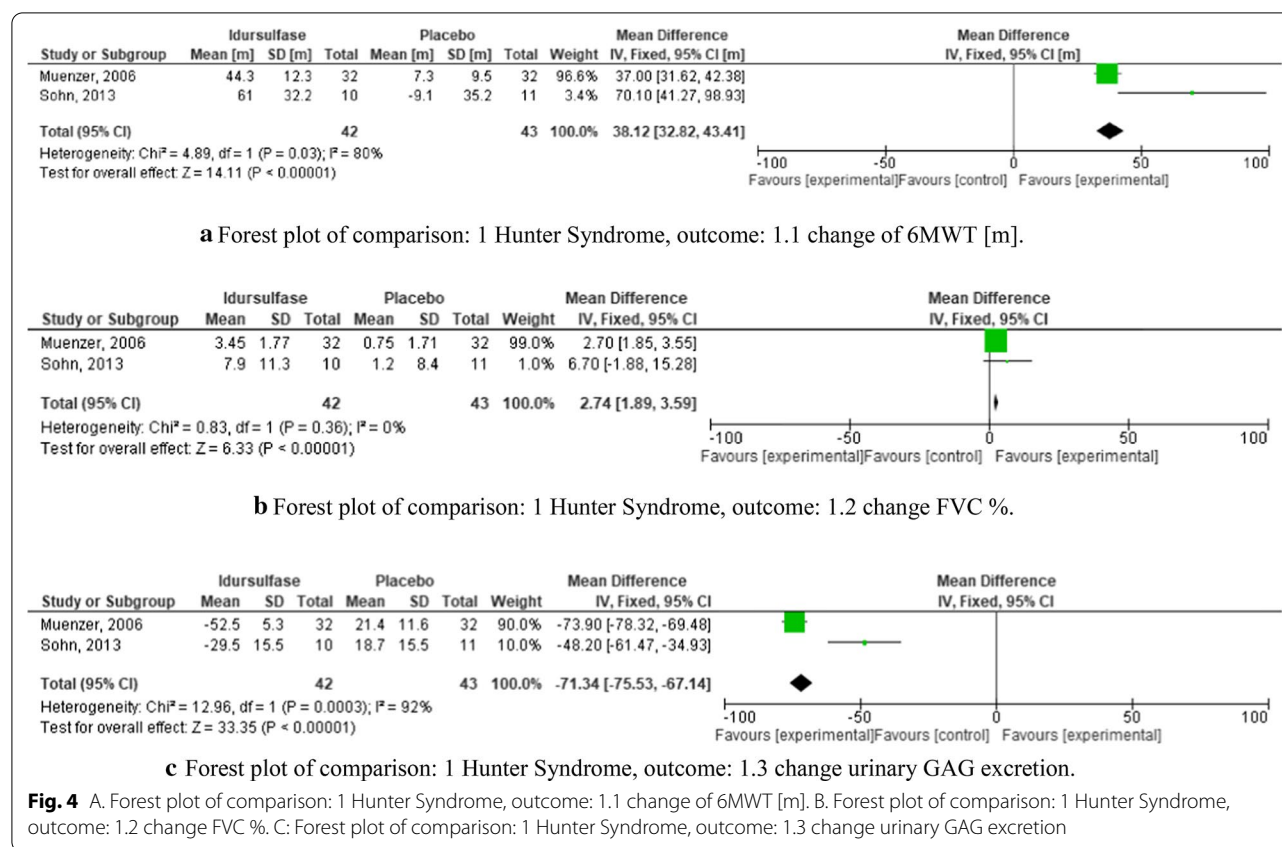 Idursulfase Placebo Mean Difference Mean Difference
Study or Subgroup Mean [m] SD [m] Total Mean [m] SD [m] Total Weight IV, Fixed, 95% CI [m] IV, Fixed, 95% CI [m]
Muenzer, 2006 44.3 12.3 32 7.3 9.5 32 96.6% 37.00 [31.62, 42.38]
Sohn, 2013 61 32.2 10 -9.1 35.2 11 3.4% 70.10 [41.27, 98.93]
Total (95% CI) 42 43 100.0% 38.12 [32.82, 43.41]
Heterogeneity: Chi² = 4.89, df = 1 (P = 0.03); I² = 80%
Test for overall effect: Z = 14.11 (P < 0.00001)
-100 -50 0 50 100
Favours [experimental] Favours [control] Favours [experimental]
a Forest plot of comparison: 1 Hunter Syndrome, outcome: 1.1 change of 6MWT [m].
Idursulfase Placebo Mean Difference Mean Difference
Study or Subgroup Mean SD Total Mean SD Total Weight IV, Fixed, 95% CI IV, Fixed, 95% CI
Muenzer, 2006 3.45 1.77 32 0.75 1.71 32 99.0% 2.70 [1.85, 3.55]
Sohn, 2013 7.9 11.3 10 1.2 8.4 11 1.0% 6.70 [-1.88, 15.28]
Total (95% CI) 42 43 100.0% 2.74 [1.89, 3.59]
Heterogeneity: Chi² = 0.83, df = 1 (P = 0.36); I² = 0%
Test for overall effect: Z = 6.33 (P < 0.00001)
-100 -50 0 50 100
Favours [experimental] Favours [control] Favours [experimental]
b Forest plot of comparison: 1 Hunter Syndrome, outcome: 1.2 change FVC %.
Idursulfase Placebo Mean Difference Mean Difference
Study or Subgroup Mean SD Total Mean SD Total Weight IV, Fixed, 95% CI IV, Fixed, 95% CI
Muenzer, 2006 -52.5 5.3 32 21.4 11.6 32 90.0% -73.90 [-78.32, -69.48]
Sohn, 2013 -29.5 15.5 10 18.7 15.5 11 10.0% -48.20 [-61.47, -34.93]
Total (95% CI) 42 43 100.0% -71.34 [-75.53, -67.14]
Heterogeneity: Chi² = 12.96, df = 1 (P = 0.0003); I² = 92%
Test for overall effect: Z = 33.35 (P < 0.00001)
-100 -50 0 50 100
Favours [experimental] Favours [control] Favours [experimental]
c Forest plot of comparison: 1 Hunter Syndrome, outcome: 1.3 change urinary GAG excretion.
Fig. 4 A. Forest plot of comparison: 1 Hunter Syndrome, outcome: 1.1 change of 6MWT [m]. B. Forest plot of comparison: 1 Hunter Syndrome,
outcome: 1.2 change FVC %. C: Forest plot of comparison: 1 Hunter Syndrome, outcome: 1.3 change urinary GAG excretion